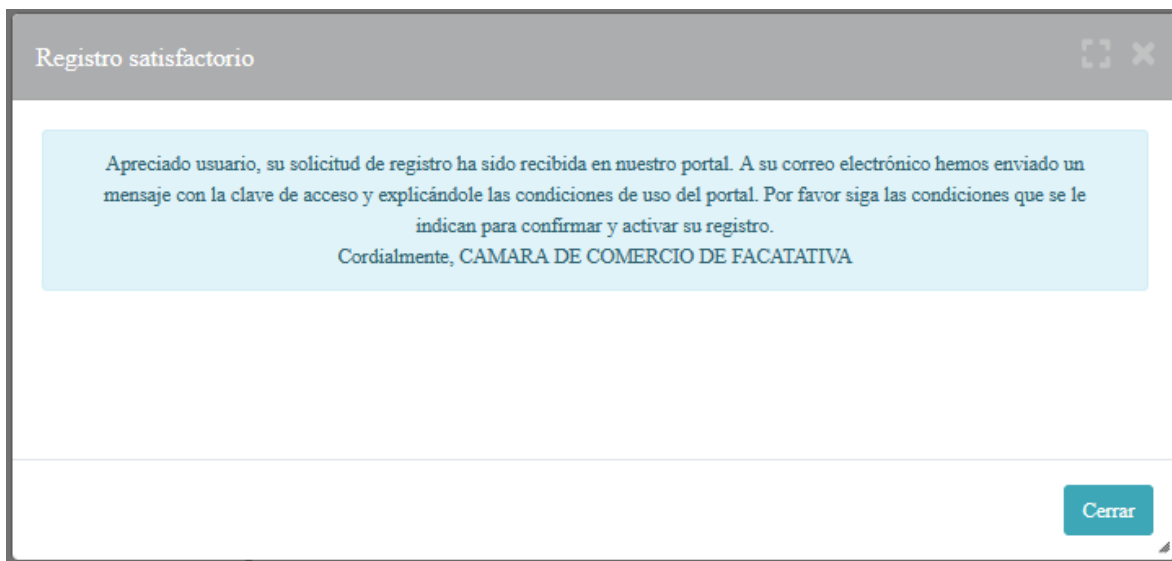 Registro satisfactorio
Apreciado usuario, su solicitud de registro ha sido recibida en nuestro portal. A su correo electrónico hemos enviado un
mensaje con la clave de acceso y explicándole las condiciones de uso del portal. Por favor siga las condiciones que se le
indican para confirmar y activar su registro.
Cordialmente, CAMARA DE COMERCIO DE FACATATIVA
Cerrar